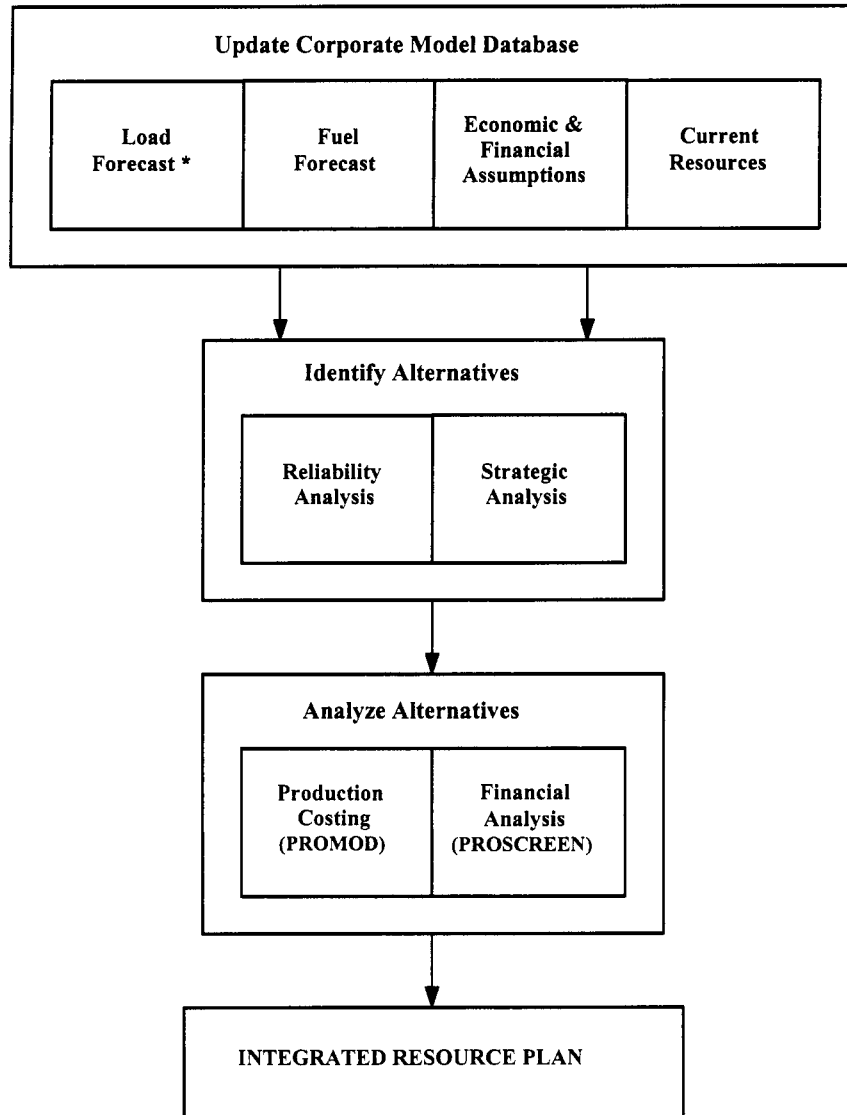 Update Corporate Model Database
Load
Forecast *
Fuel
Forecast
Economic &
Financial
Assumptions
Current
Resources
Identify Alternatives
Reliability
Analysis
Strategic
Analysis
Analyze Alternatives
Production
Costing
(PROMOD)
Financial
Analysis
(PROSCREEN)
INTEGRATED RESOURCE PLAN